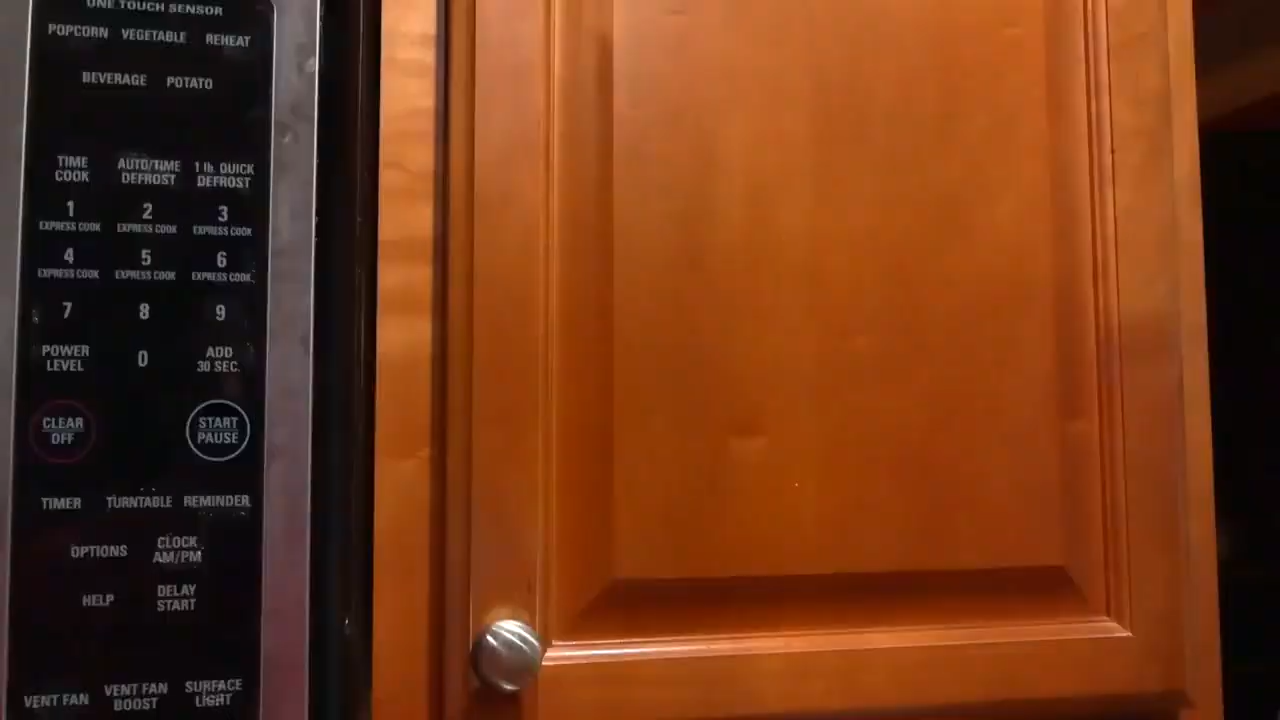 ONE TOUCH SENSOR
POPCORN VEGETABLE REHEAT
BEVERAGE POTATO
TIME COOK
AUTO/TIME DEFROST
1 lb. QUICK DEFROST
1 2 3
EXPRESS COOK EXPRESS COOK EXPRESS COOK
4 5 6
EXPRESS COOK EXPRESS COOK EXPRESS COOK
7 8 9
POWER LEVEL
0
ADD 30 SEC.
CLEAR OFF
START PAUSE
TIMER TURNTABLE REMINDER
OPTIONS
CLOCK AM/PM
HELP
DELAY START
VENT FAN
VENT FAN BOOST
SURFACE LIGHT